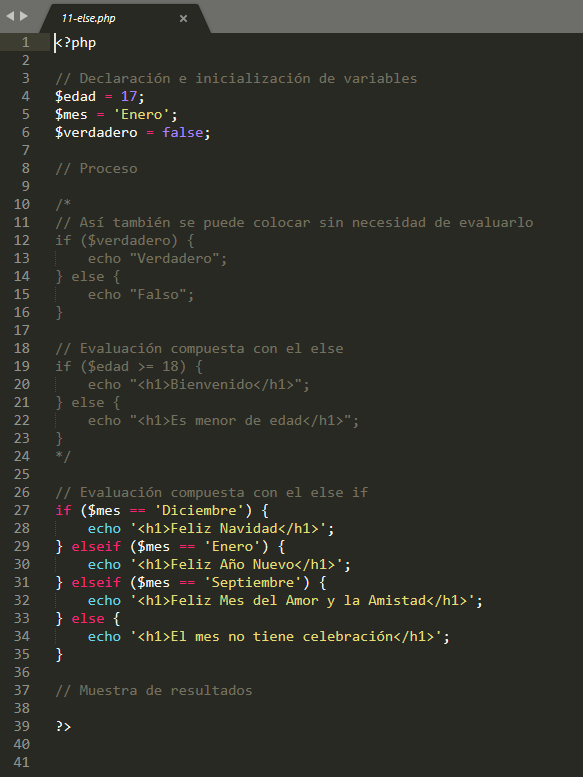 11-else.php ×
1 <?php
2
3 // Declaración e inicialización de variables
4 $edad = 17;
5 $mes = 'Enero';
6 $verdadero = false;
7
8 // Proceso
9
10 /*
11 // Así también se puede colocar sin necesidad de evaluarlo
12 if ($verdadero) {
13     echo "Verdadero";
14 } else {
15     echo "Falso";
16 }
17
18 // Evaluación compuesta con el else
19 if ($edad >= 18) {
20     echo "<h1>Bienvenido</h1>";
21 } else {
22     echo "<h1>Es menor de edad</h1>";
23 }
24 */
25
26 // Evaluación compuesta con el else if
27 if ($mes == 'Diciembre') {
28     echo '<h1>Feliz Navidad</h1>';
29 } elseif ($mes == 'Enero') {
30     echo '<h1>Feliz Año Nuevo</h1>';
31 } elseif ($mes == 'Septiembre') {
32     echo '<h1>Feliz Mes del Amor y la Amistad</h1>';
33 } else {
34     echo '<h1>El mes no tiene celebración</h1>';
35 }
36
37 // Muestra de resultados
38
39 ?>
40
41